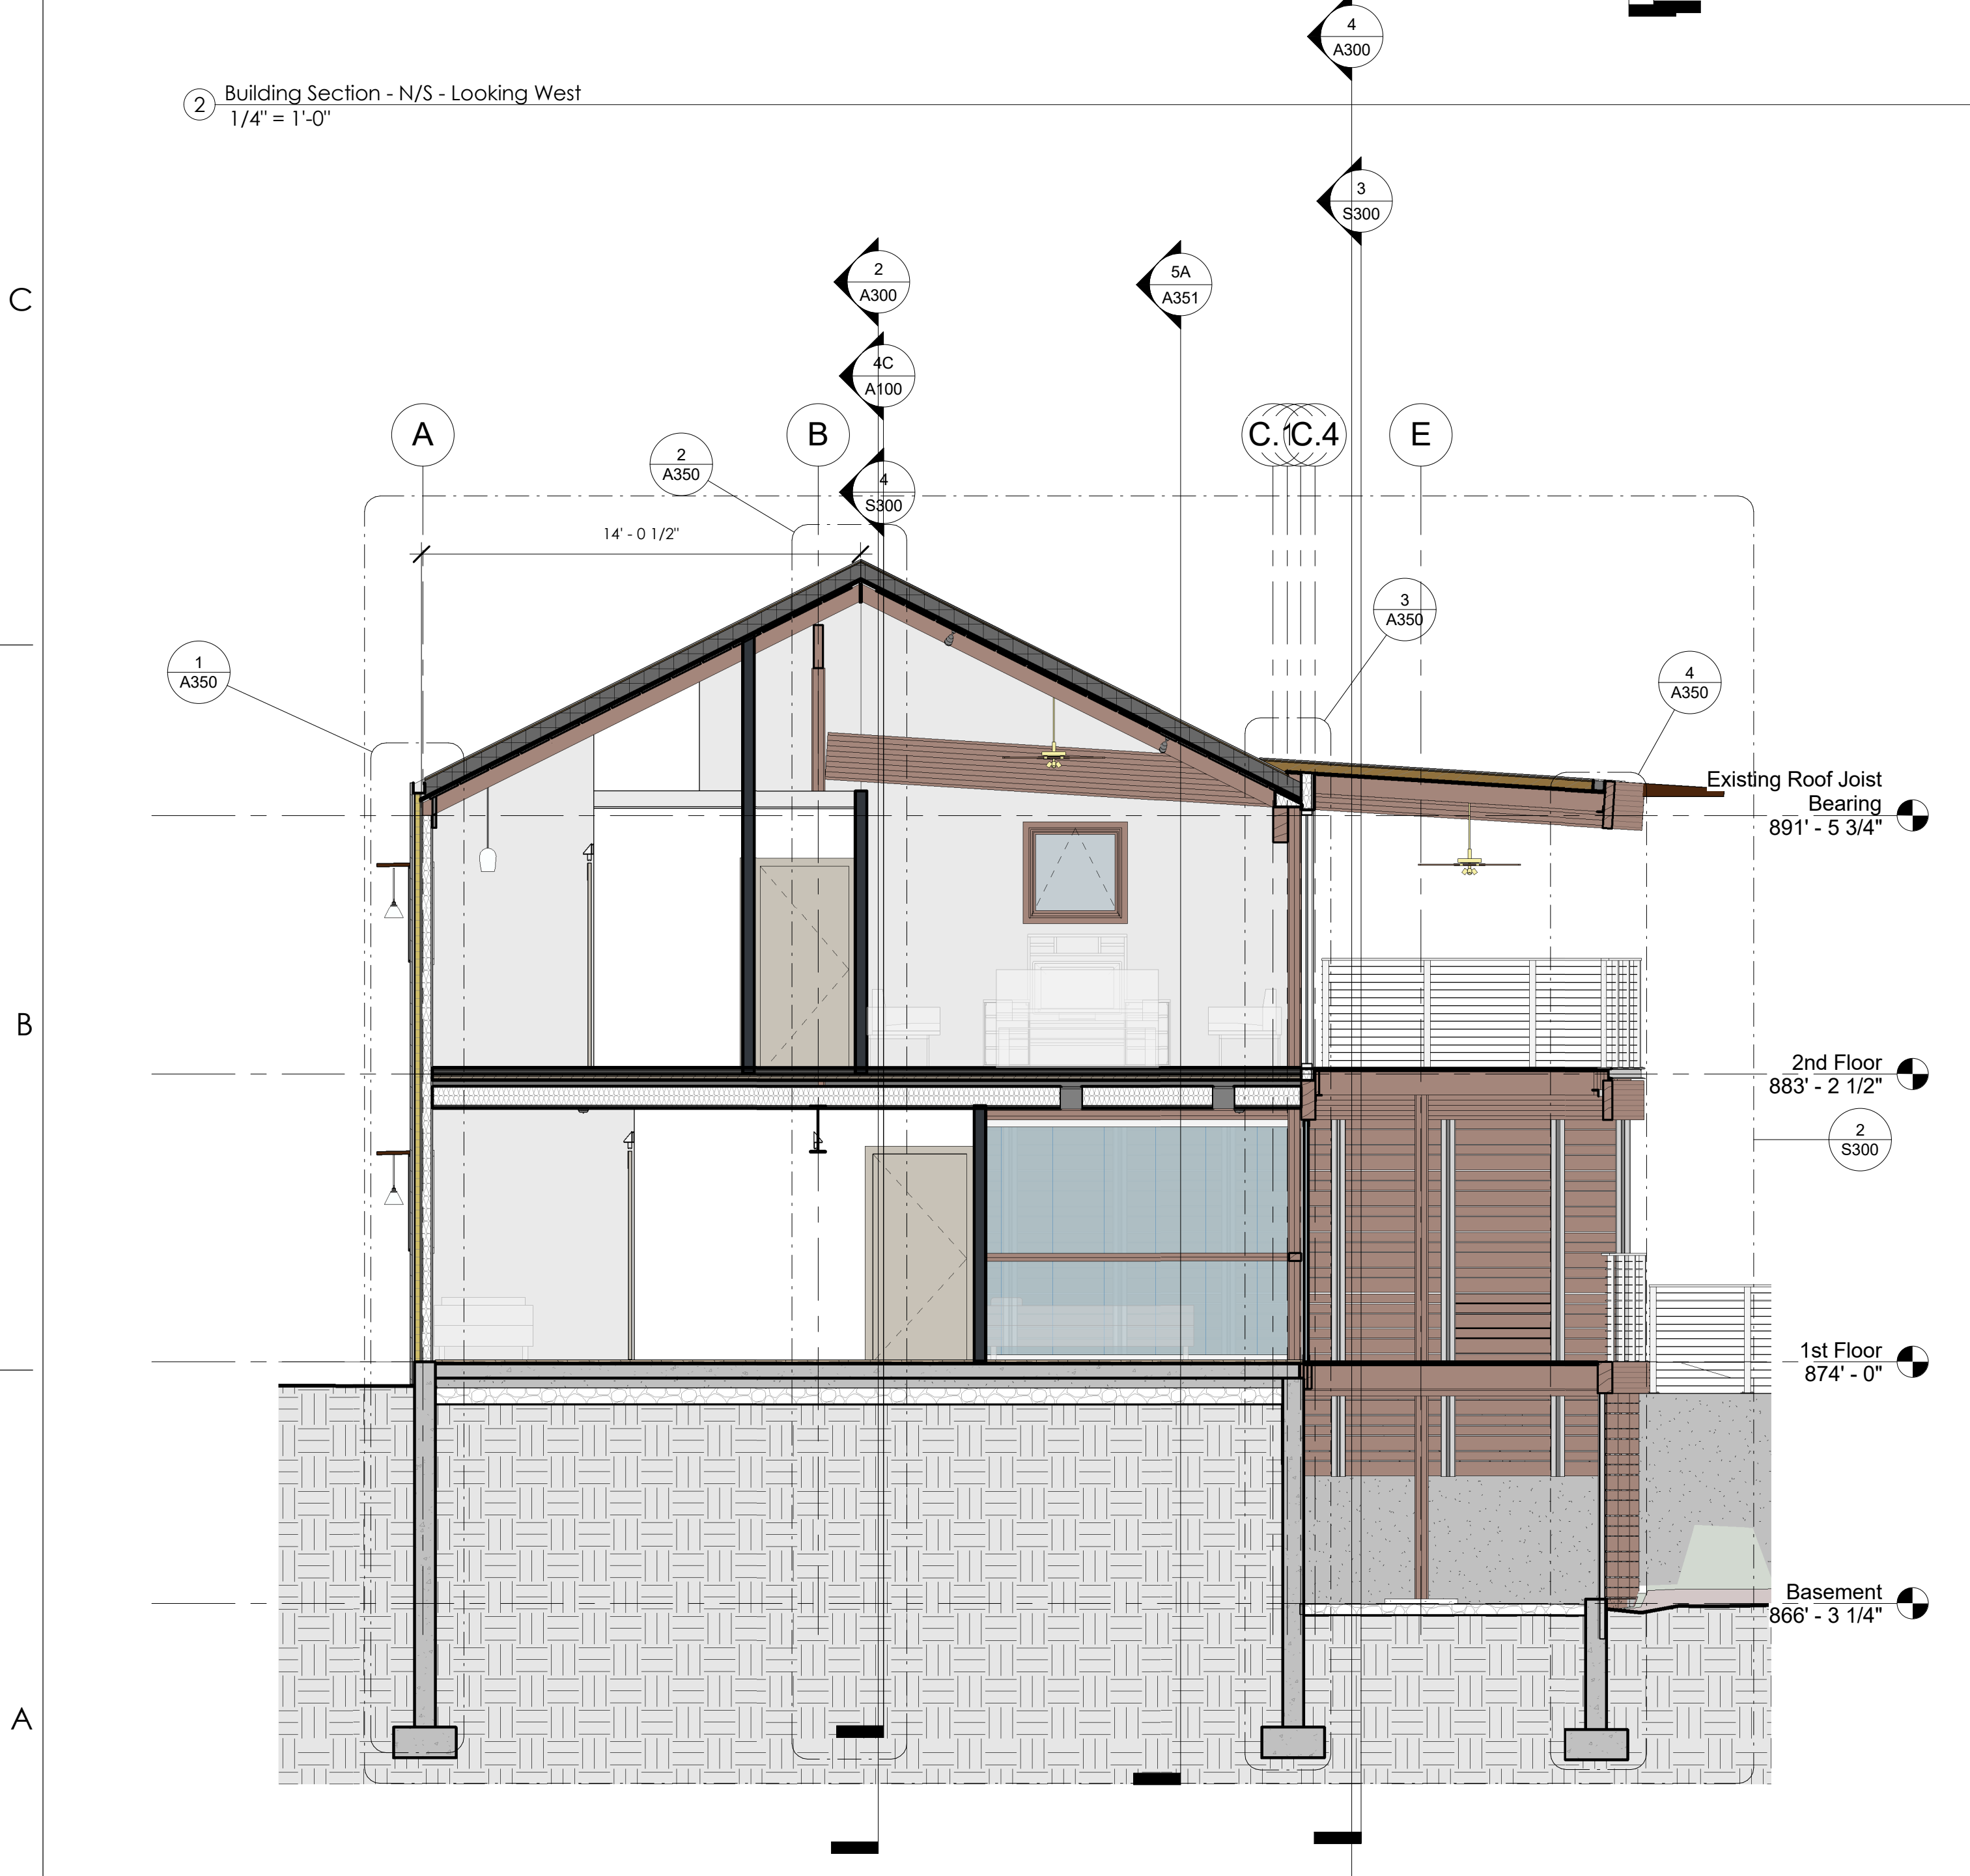 4
A300
2
Building Section - N/S - Looking West
1/4" = 1'-0"
3
S300
C
2
A300
5A
A351
4C
A100
A
B
C.1
C.4
E
2
A350
4
S300
14' - 0 1/2"
3
A350
1
A350
4
A350
Existing Roof Joist
Bearing
891' - 5 3/4"
B
2nd Floor
883' - 2 1/2"
2
S300
1st Floor
874' - 0"
Basement
866' - 3 1/4"
A